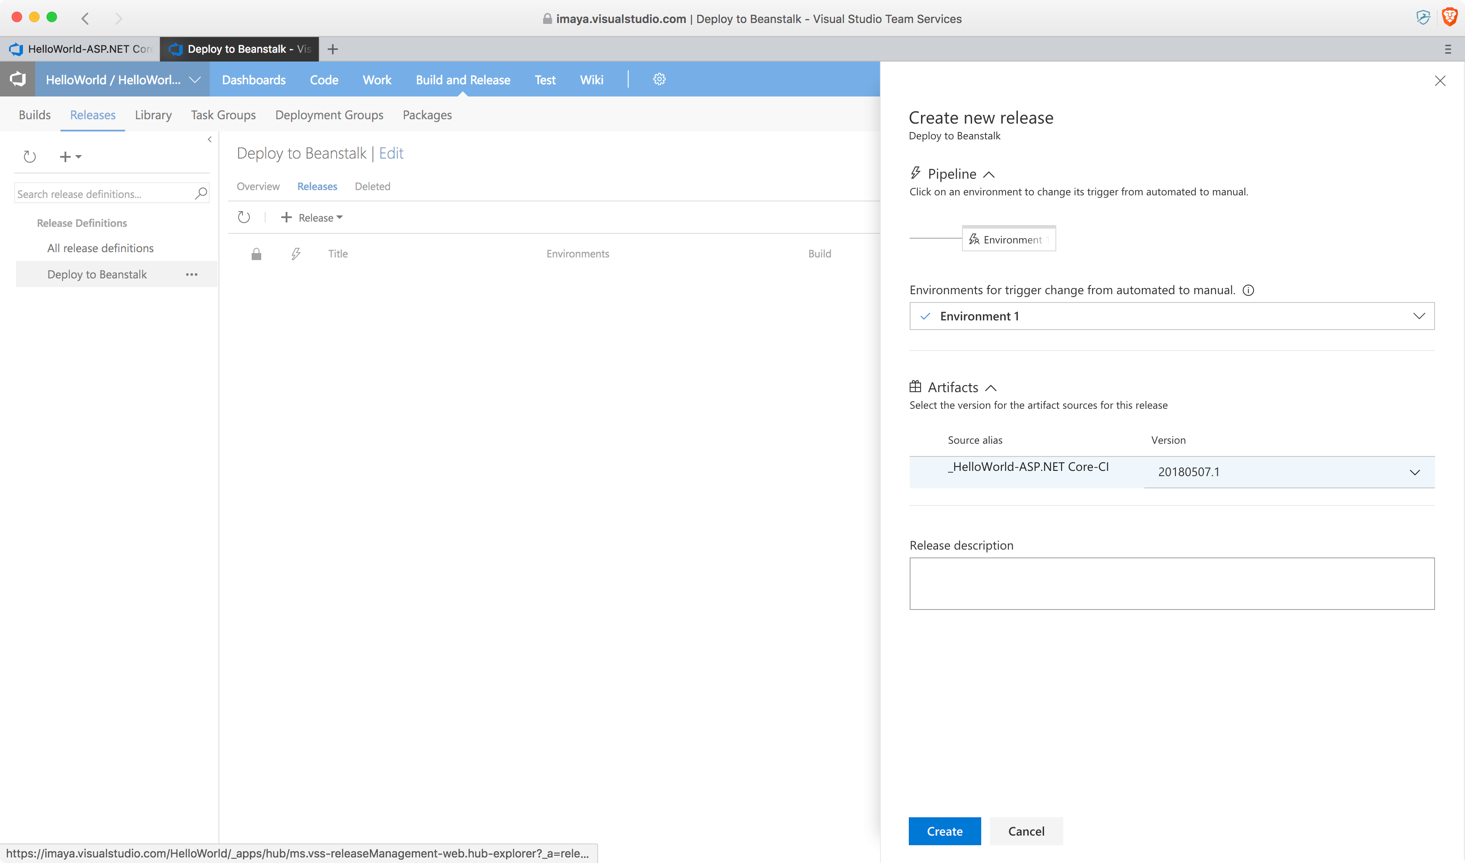 imaya.visualstudio.com | Deploy to Beanstalk - Visual Studio Team Services
HelloWorld-ASP.NET Cor
Deploy to Beanstalk - Vi
HelloWorld / HelloWorl...
Dashboards
Code
Work
Build and Release
Test
Wiki
Builds
Releases
Library
Task Groups
Deployment Groups
Packages
Search release definitions...
Release Definitions
All release definitions
Deploy to Beanstalk
...
Deploy to Beanstalk | Edit
Overview
Releases
Deleted
+ Release
Title
Environments
Build
Create new release
Deploy to Beanstalk
Pipeline
Click on an environment to change its trigger from automated to manual.
Environment
Environments for trigger change from automated to manual.
Environment 1
Artifacts
Select the version for the artifact sources for this release
Source alias
Version
_HelloWorld-ASP.NET Core-CI
20180507.1
Release description
Create
Cancel
https://imaya.visualstudio.com/HelloWorld/_apps/hub/ms.vss-releaseManagement-web.hub-explorer?_a=rele...